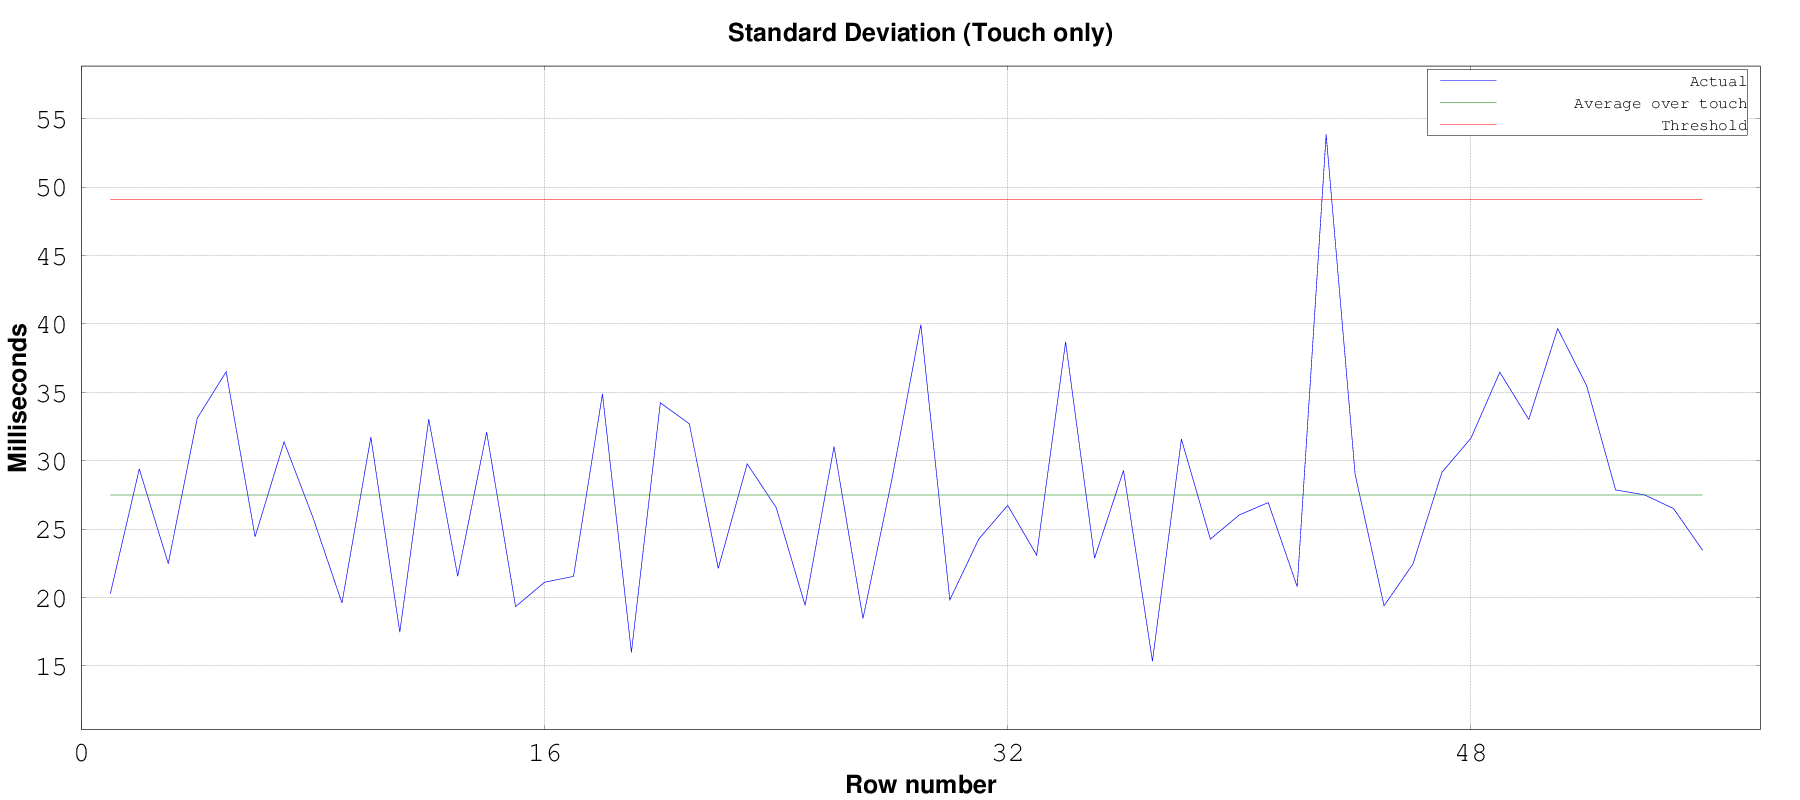 Standard Deviation (Touch only)
Actual
Average over touch
Threshold
55
50
45
40
35
30
25
20
15
Milliseconds
0 16 32 48
Row number